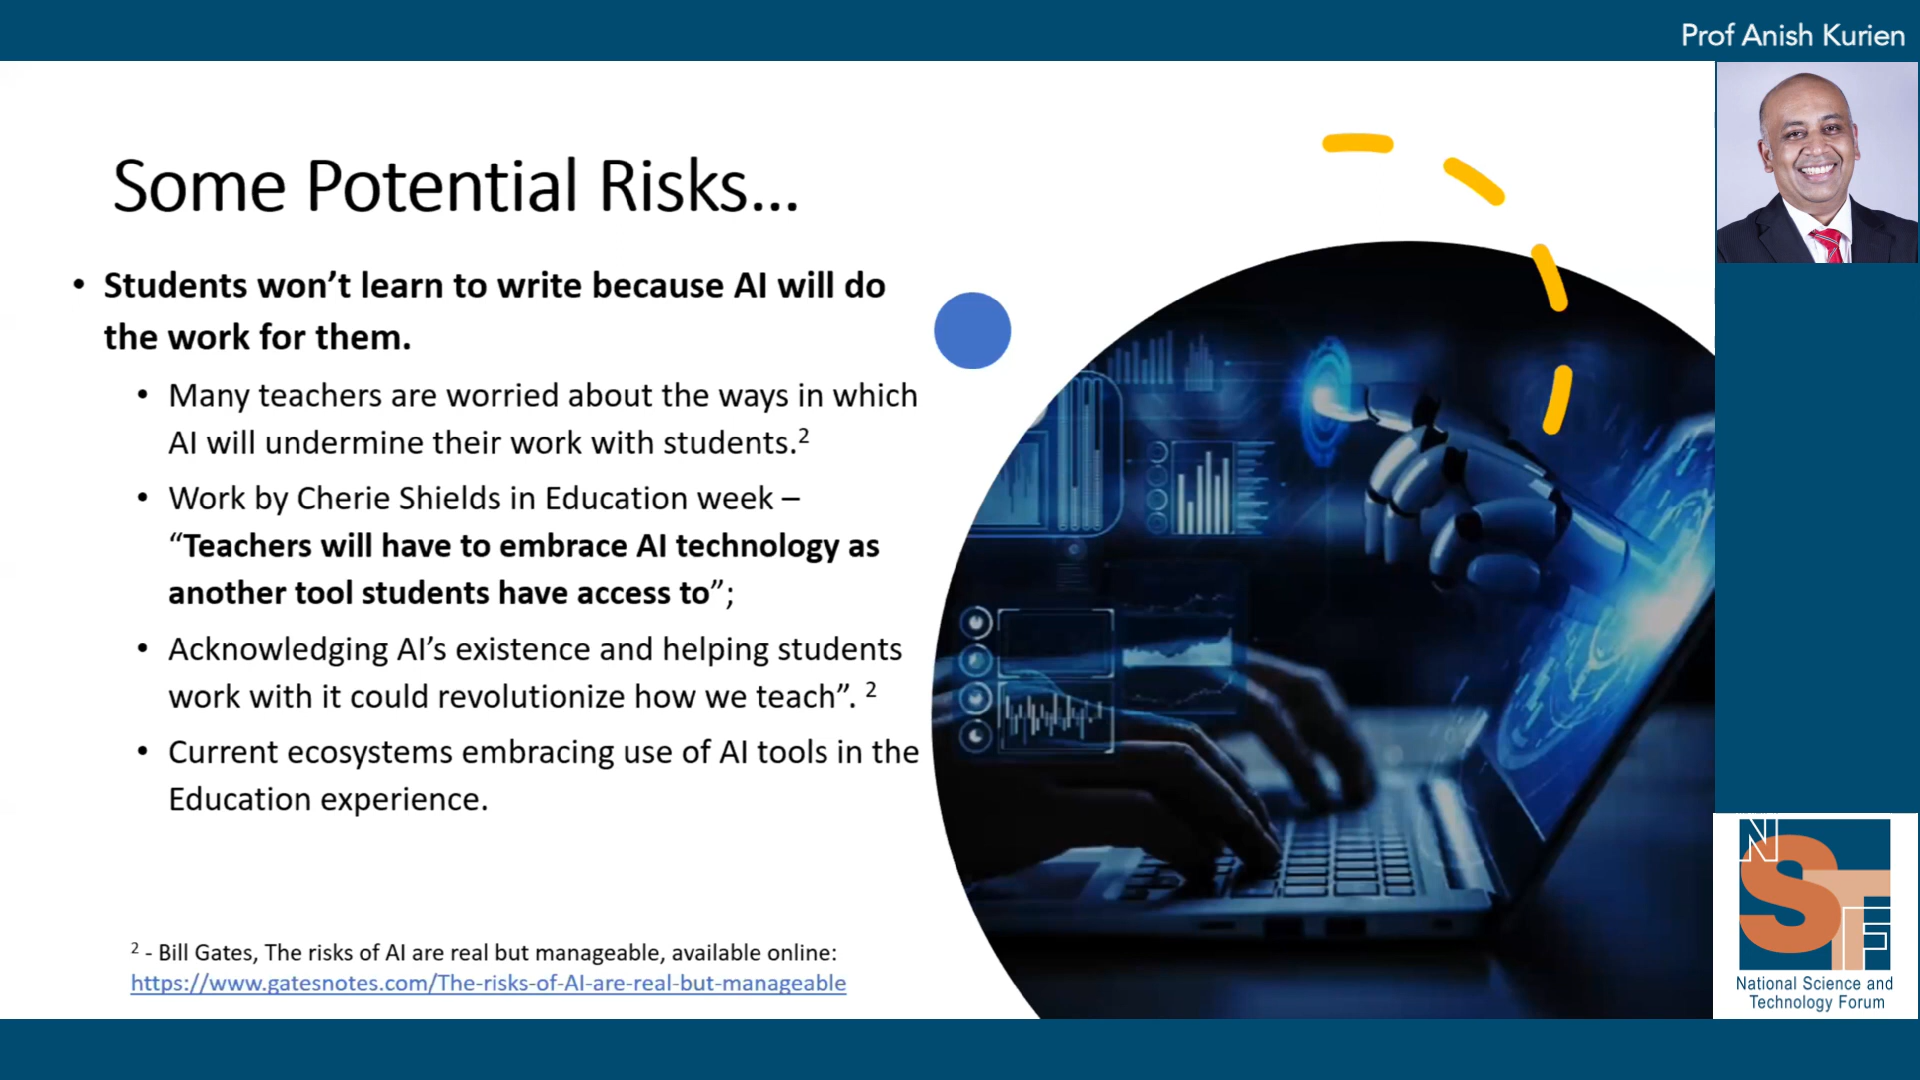 Prof Anish Kurien
Some Potential Risks...
• Students won’t learn to write because AI will do
the work for them.
• Many teachers are worried about the ways in which
AI will undermine their work with students.²
• Work by Cherie Shields in Education week –
“Teachers will have to embrace AI technology as
another tool students have access to”;
• Acknowledging AI’s existence and helping students
work with it could revolutionize how we teach”. ²
• Current ecosystems embracing use of AI tools in the
Education experience.
² - Bill Gates, The risks of AI are real but manageable, available online:
https://www.gatesnotes.com/The-risks-of-AI-are-real-but-manageable
NSTF
National Science and
Technology Forum